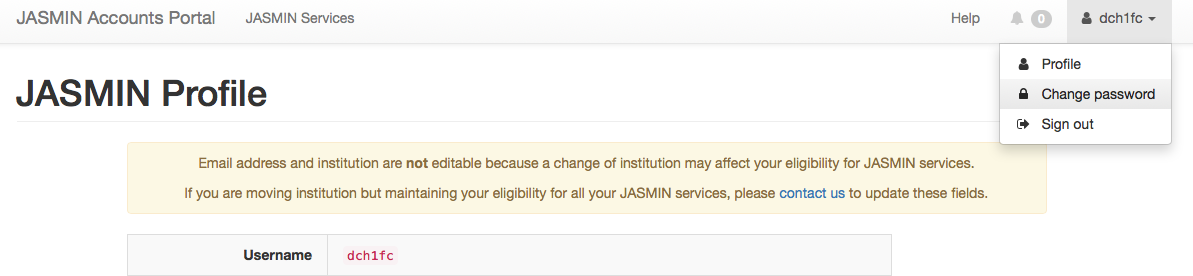 JASMIN Accounts Portal JASMIN Services Help 0 dch1fc
Profile
Change password
Sign out
JASMIN Profile
Email address and institution are not editable because a change of institution may affect your eligibility for JASMIN services.
If you are moving institution but maintaining your eligibility for all your JASMIN services, please contact us to update these fields.
Username dch1fc